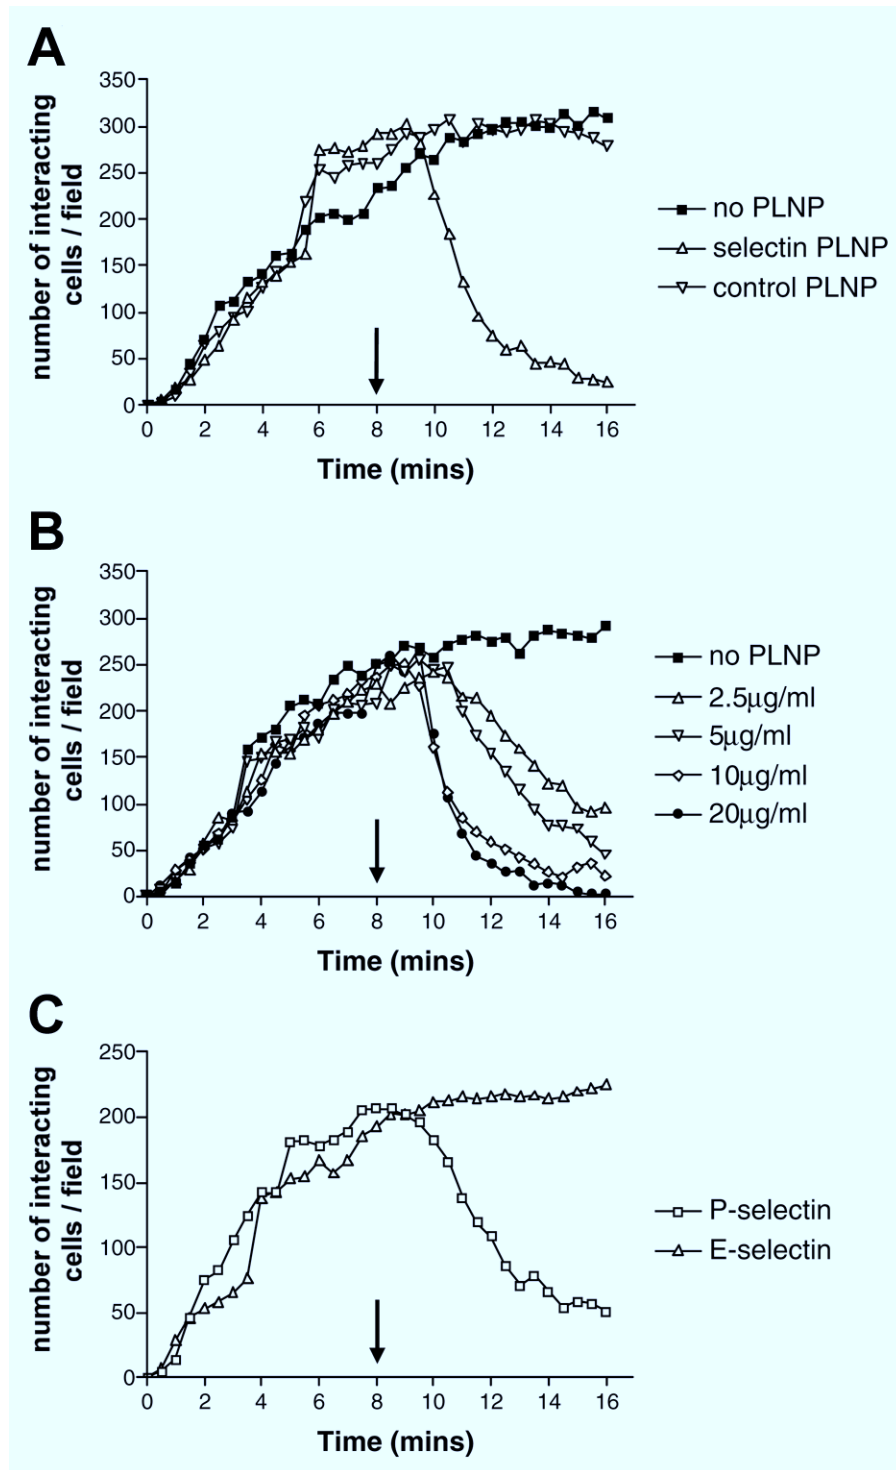 A
number of interacting
cells / field
350
300
250
200
150
100
50
0
0 2 4 6 8 10 12 14 16
Time (mins)
no PLNP
selectin PLNP
control PLNP
B
number of interacting
cells / field
350
300
250
200
150
100
50
0
0 2 4 6 8 10 12 14 16
Time (mins)
no PLNP
2.5µg/ml
5µg/ml
10µg/ml
20µg/ml
C
number of interacting
cells / field
250
200
150
100
50
0
0 2 4 6 8 10 12 14 16
Time (mins)
P-selectin
E-selectin